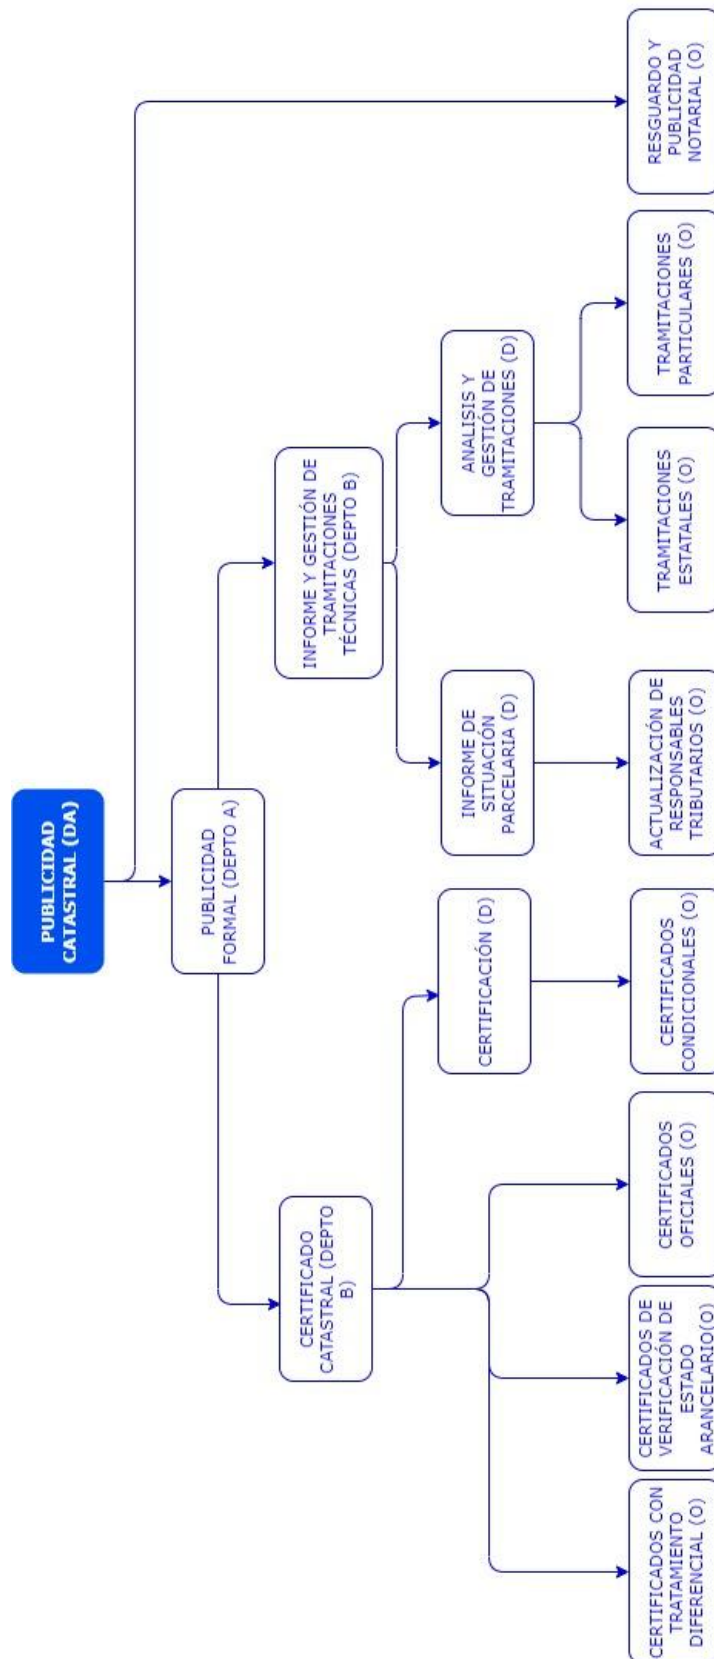 PUBLICIDAD
CATASTRAL (DA)
PUBLICIDAD
FORMAL (DEPTO A)
CERTIFICADO
CATASTRAL (DEPTO
B)
INFORME Y GESTIÓN DE
TRAMITACIONES
TÉCNICAS (DEPTO B)
CERTIFICACIÓN (D)
INFORME DE
SITUACIÓN
PARCELARIA (D)
ANALISIS Y
GESTIÓN DE
TRAMITACIONES (D)
CERTIFICADOS CON
TRATAMIENTO
DIFERENCIAL (O)
CERTIFICADOS DE
VERIFICACIÓN DE
ESTADO
ARANCELARIO(O)
CERTIFICADOS
OFICIALES (O)
CERTIFICADOS
CONDICIONALES (O)
ACTUALIZACIÓN DE
RESPONSABLES
TRIBUTARIOS (O)
TRAMITACIONES
ESTATALES (O)
TRAMITACIONES
PARTICULARES (O)
RESGUARDO Y
PUBLICIDAD
NOTARIAL (O)